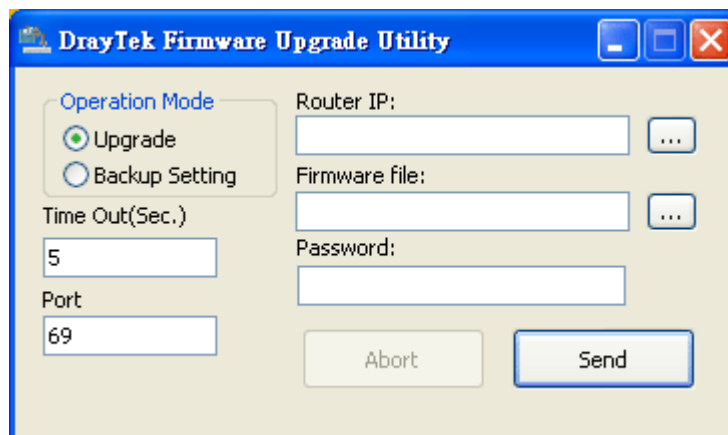 DrayTek Firmware Upgrade Utility
Operation Mode
Upgrade
Backup Setting
Time Out(Sec.)
5
Port
69
Router IP:
...
Firmware file:
...
Password:
Abort
Send